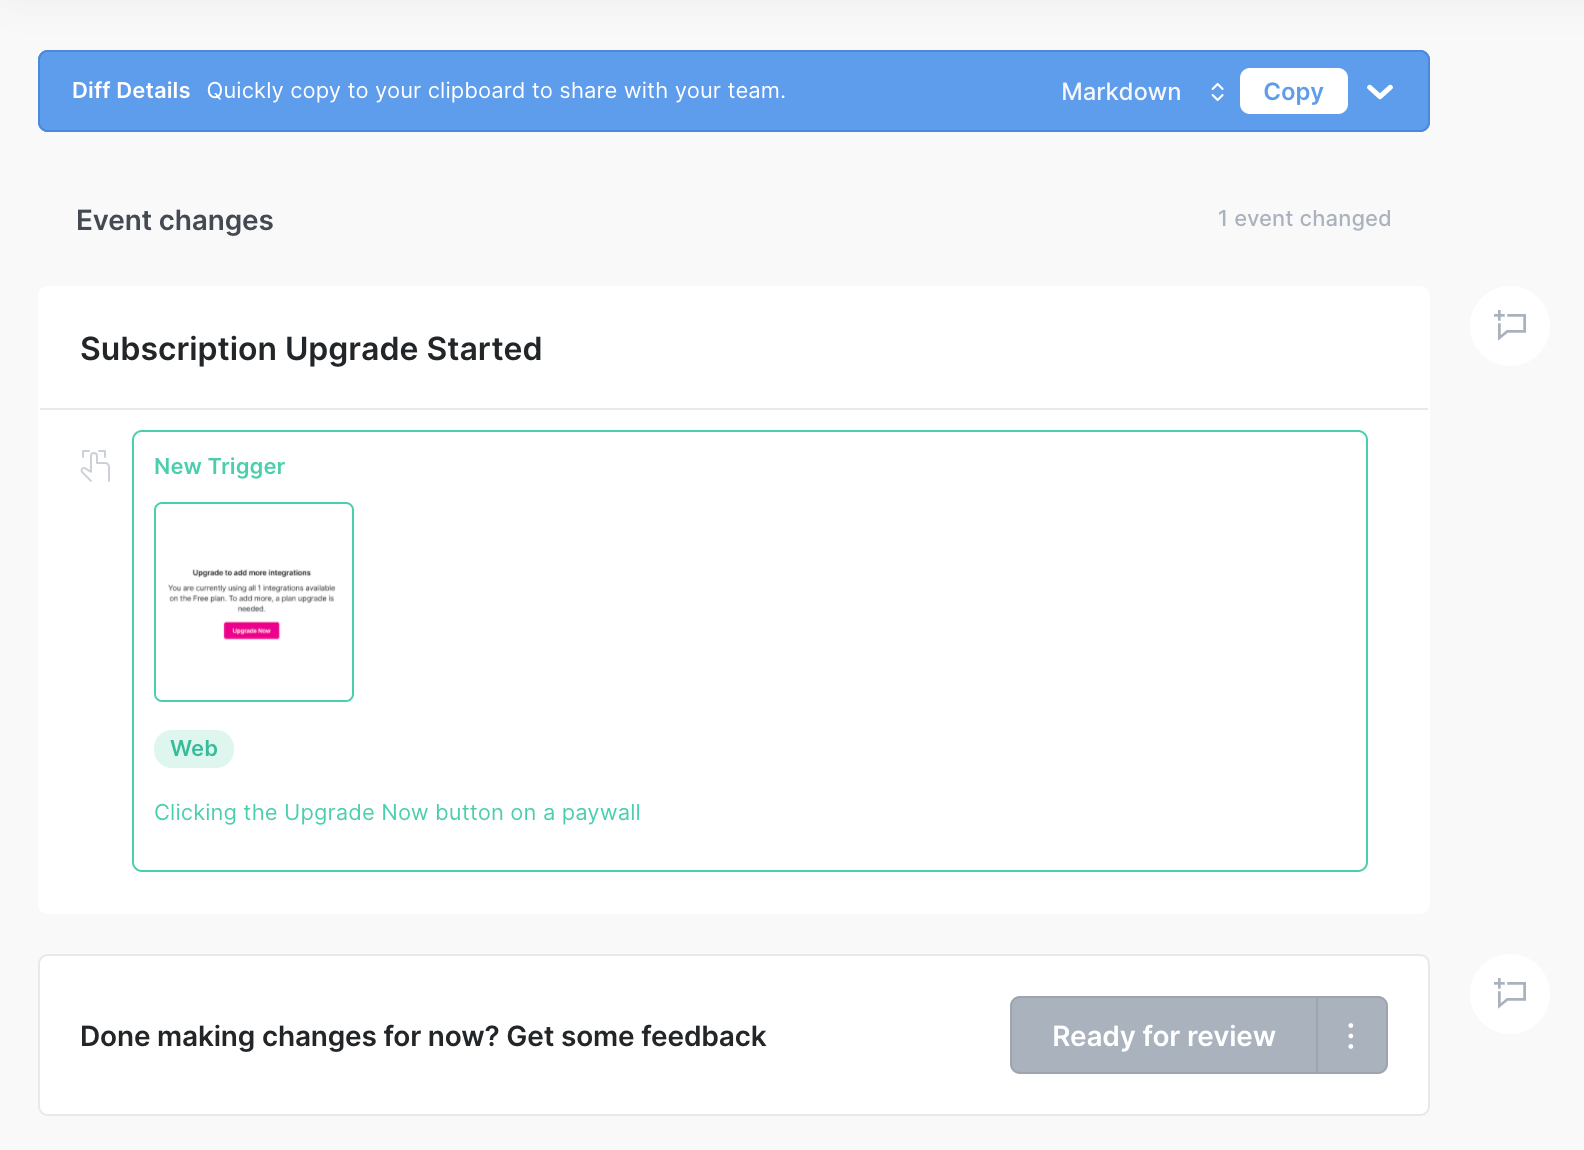 Diff Details Quickly copy to your clipboard to share with your team. Markdown Copy
Event changes 1 event changed
Subscription Upgrade Started
New Trigger
Upgrade to add more integrations
You are currently using all 1 integrations available
on the Free plan. To add more, a plan upgrade is
needed.
Upgrade Now
Web
Clicking the Upgrade Now button on a paywall
Done making changes for now? Get some feedback Ready for review